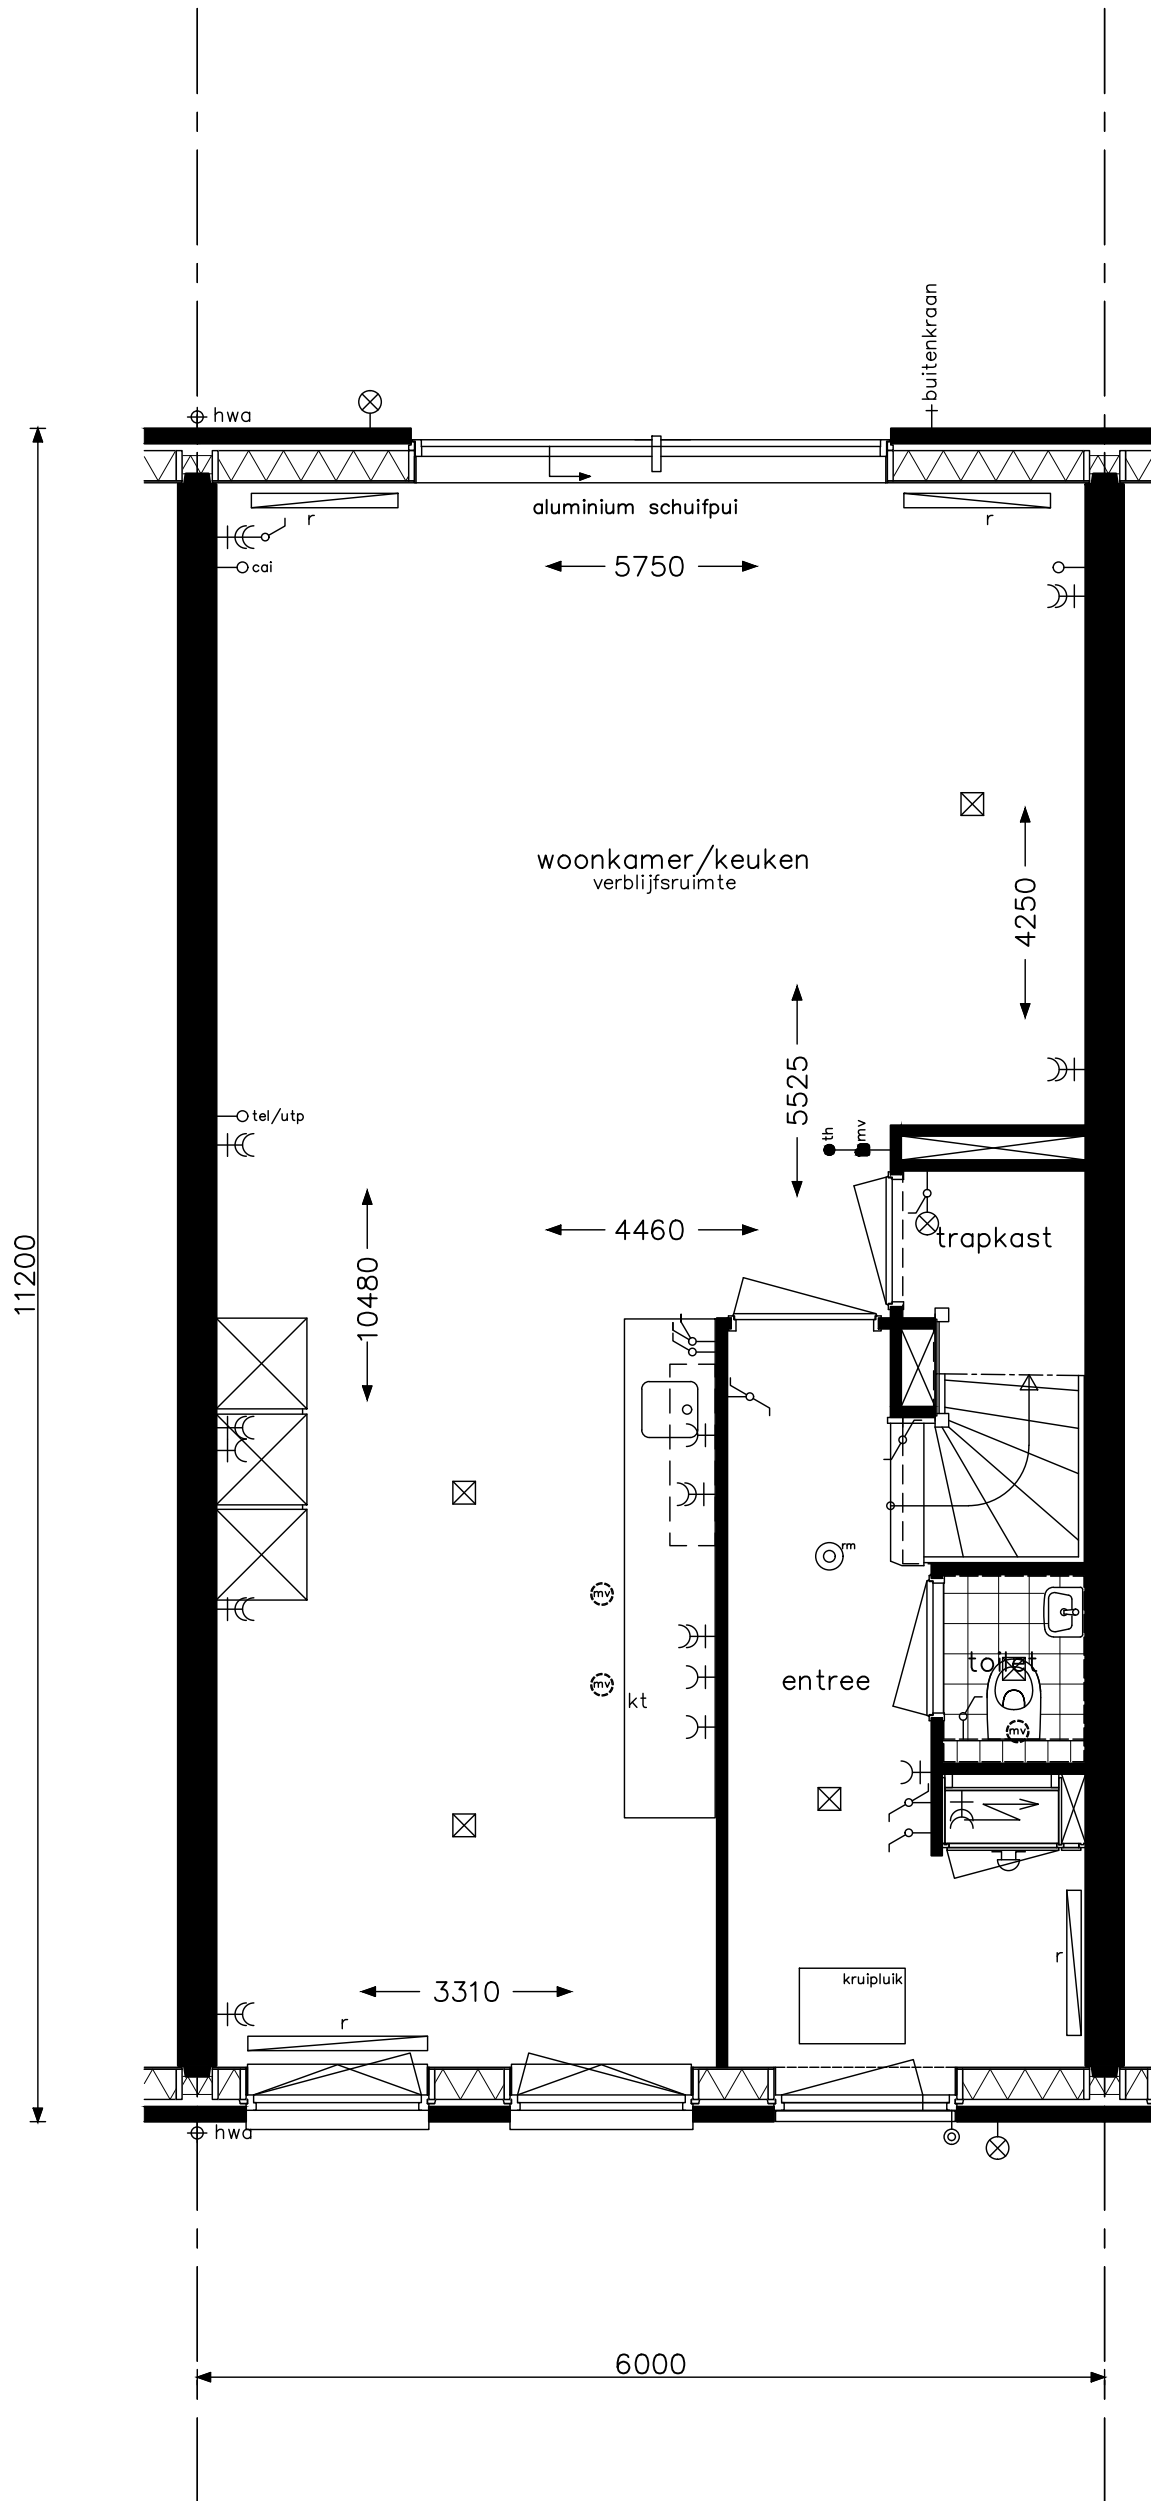 buitenkraan
hwa
aluminium schuifpui
r
r
cai
5750
woonkamer/keuken
verblijfsruimte
4250
5525
tel/utp
th
mv
4460
trapkast
10480
11200
rm
mv
mv
kt
entree
toilet
mv
r
kruipluik
3310
r
hwa
6000